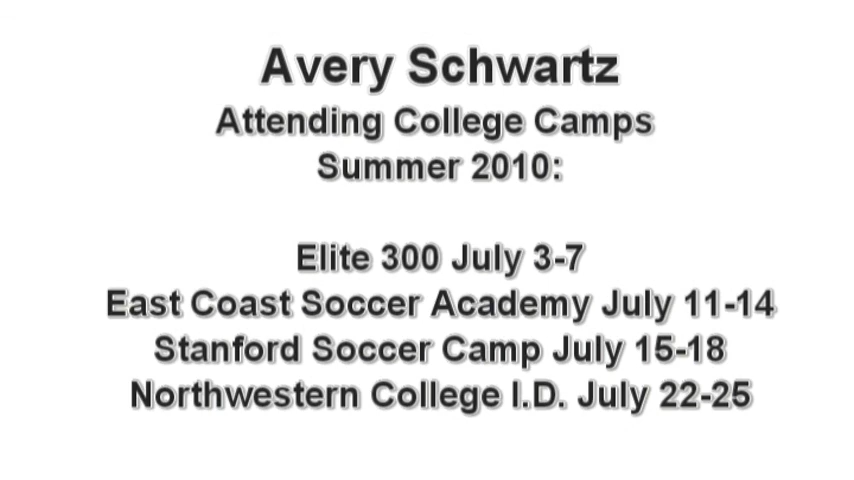 Avery Schwartz
Attending College Camps
Summer 2010:
Elite 300 July 3-7
East Coast Soccer Academy July 11-14
Stanford Soccer Camp July 15-18
Northwestern College I.D. July 22-25